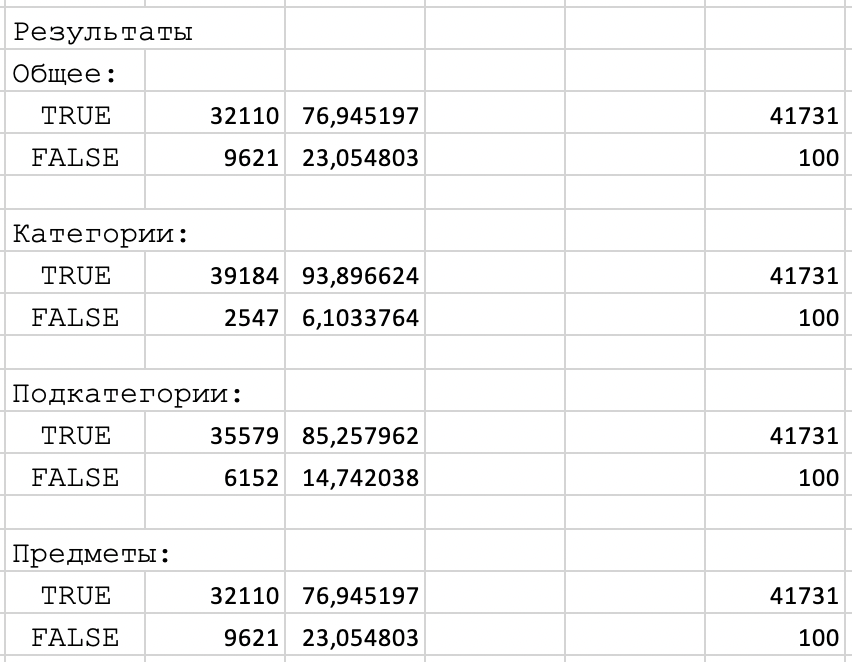 Результаты
Общее:
TRUE 32110 76,945197 41731
FALSE 9621 23,054803 100
Категории:
TRUE 39184 93,896624 41731
FALSE 2547 6,1033764 100
Подкатегории:
TRUE 35579 85,257962 41731
FALSE 6152 14,742038 100
Предметы:
TRUE 32110 76,945197 41731
FALSE 9621 23,054803 100